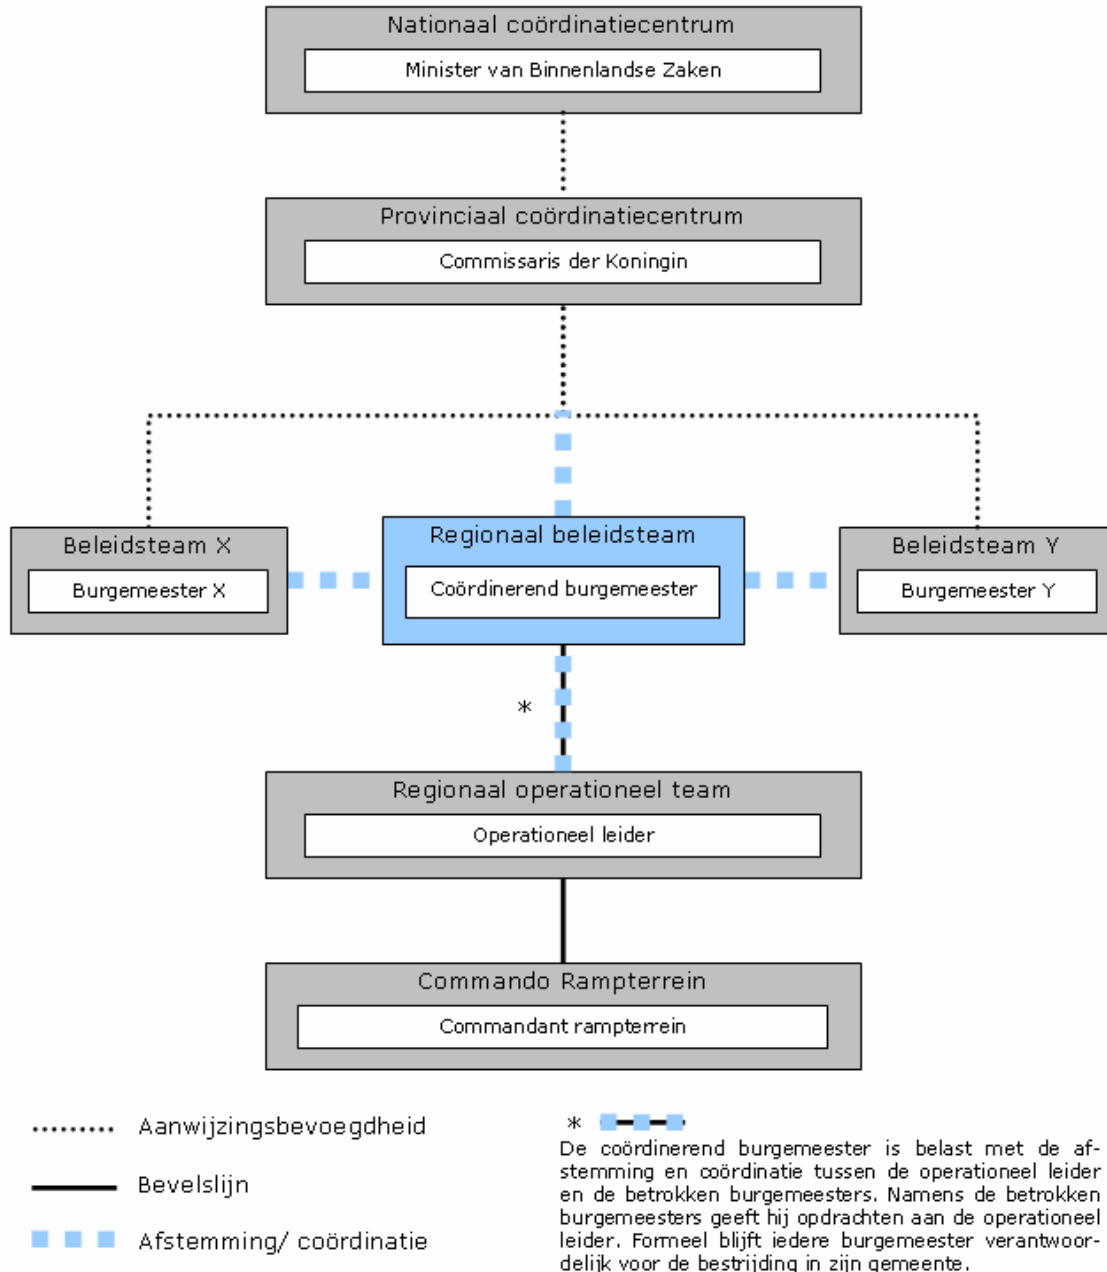 Nationaal coördinatiecentrum
Minister van Binnenlandse Zaken
Provinciaal coördinatiecentrum
Commissaris der Koningin
Beleidsteam X
Burgemeester X
Regionaal beleidsteam
Coördinerend burgemeester
Beleidsteam Y
Burgemeester Y
*
Regionaal operationeel team
Operationeel leider
Commando Rampterrein
Commandant rampterrein
Aanwijzingsbevoegdheid
Bevelslijn
Afstemming/ coördinatie
*
De coördinerend burgemeester is belast met de af-
stemming en coördinatie tussen de operationeel leider
en de betrokken burgemeesters. Namens de betrokken
burgemeesters geeft hij opdrachten aan de operationeel
leider. Formeel blijft iedere burgemeester verantwoor-
delijk voor de bestrijding in zijn gemeente.